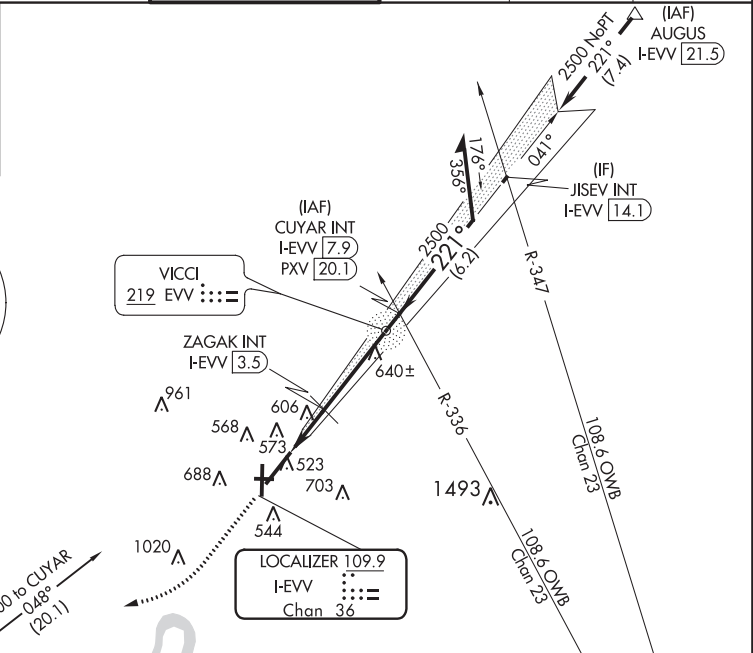 (IAF)
AUGUS
I-EVV 21.5
2500 NoPT
221°
(7.4)
041°
176°
356°
(IF)
JISEV INT
I-EVV 14.1
(IAF)
CUYAR INT
I-EVV 7.9
PXV 20.1
2500
221°
(6.2)
R-347
VICCI
219 EVV
ZAGAK INT
I-EVV 3.5
640±
961
606
568
573
R-336
523
688
703
1493
108.6 OWB
Chan 23
544
1020
108.6 OWB
Chan 23
LOCALIZER 109.9
I-EVV
Chan 36
00 to CUYAR
048°
(20.1)